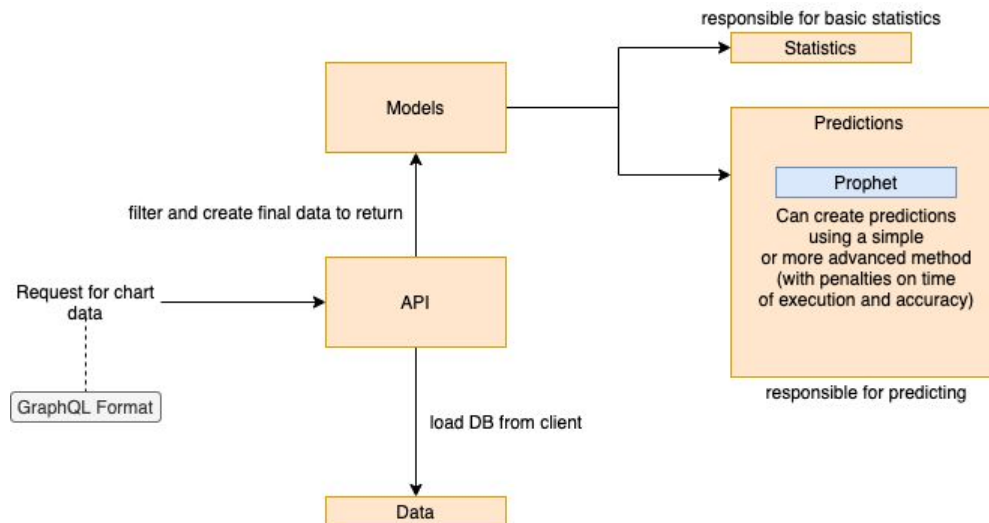 responsible for basic statistics
Statistics
Models
Predictions
Prophet
Can create predictions
using a simple
or more advanced method
(with penalties on time
of execution and accuracy)
filter and create final data to return
Request for chart
data
API
GraphQL Format
responsible for predicting
load DB from client
Data